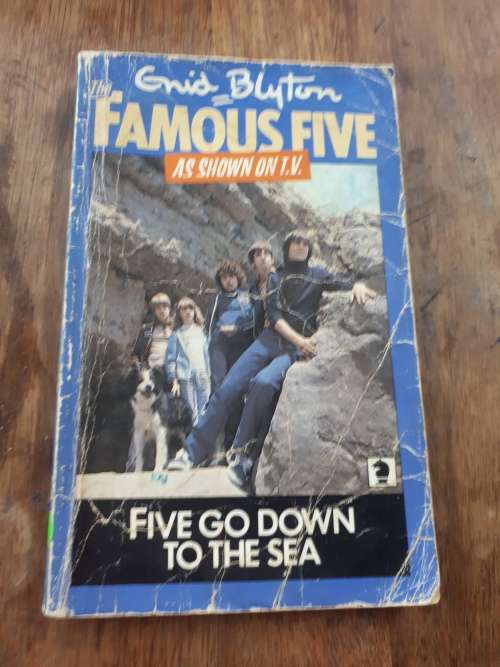 Enid Blyton
The
FAMOUS FIVE
AS SHOWN ON T.V.
FIVE GO DOWN
TO THE SEA